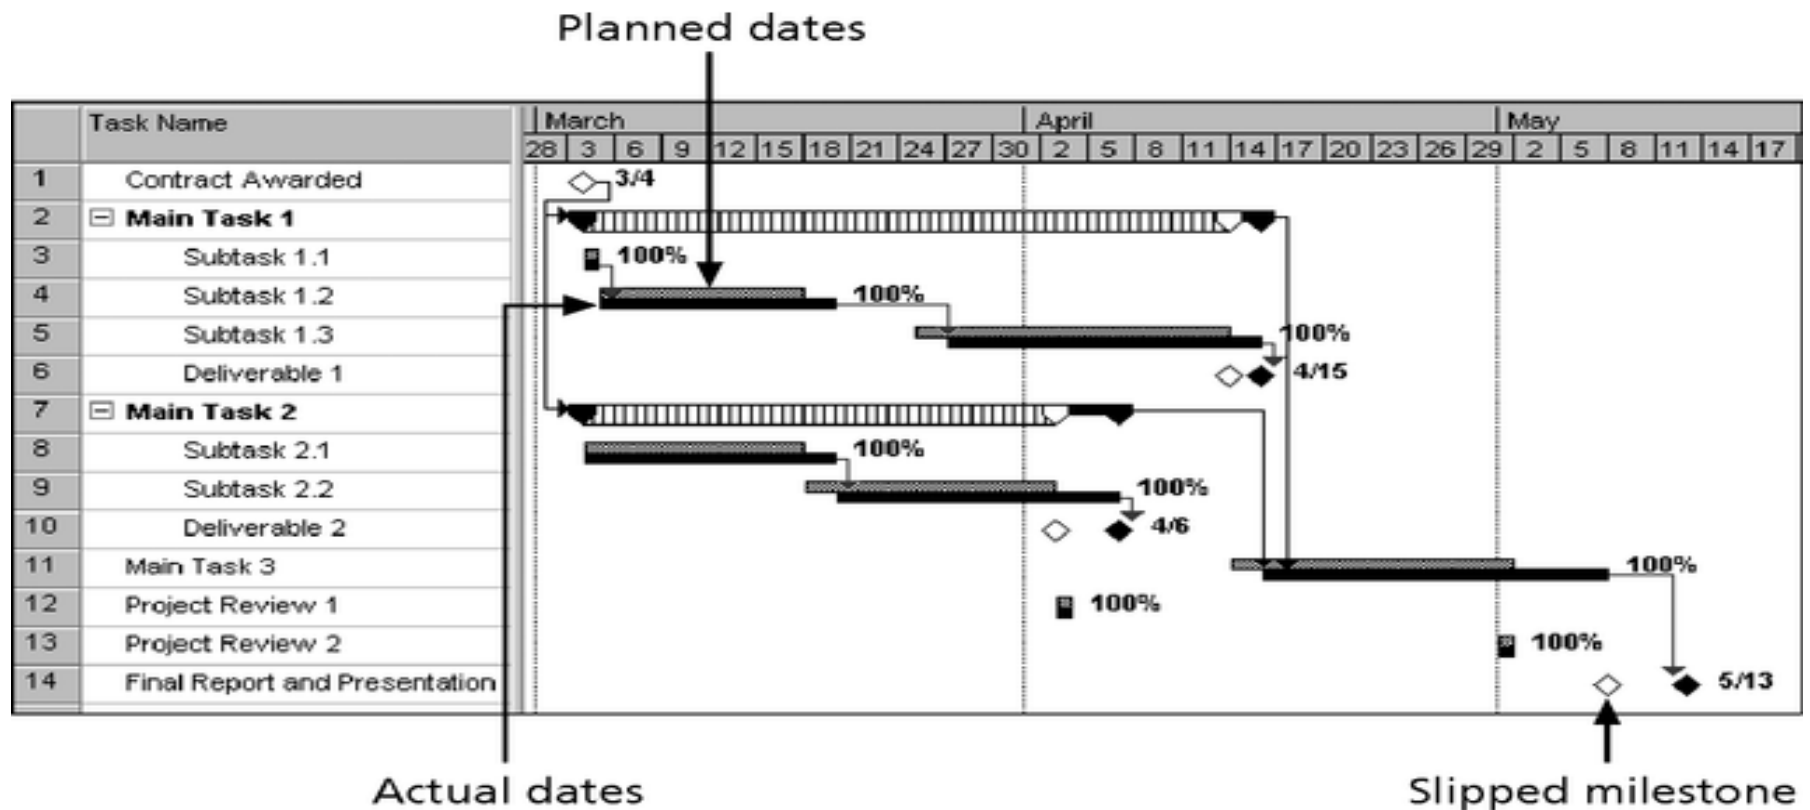 Planned dates
Task Name March April May
28 3 6 9 12 15 18 21 24 27 30 2 5 8 11 14 17 20 23 26 29 2 5 8 11 14 17
1 Contract Awarded 3/4
2 Main Task 1
3 Subtask 1.1 100%
4 Subtask 1.2 100%
5 Subtask 1.3 100%
6 Deliverable 1 4/15
7 Main Task 2
8 Subtask 2.1 100%
9 Subtask 2.2 100%
10 Deliverable 2 4/6
11 Main Task 3 100%
12 Project Review 1 100%
13 Project Review 2 100%
14 Final Report and Presentation 5/13
Actual dates Slipped milestone